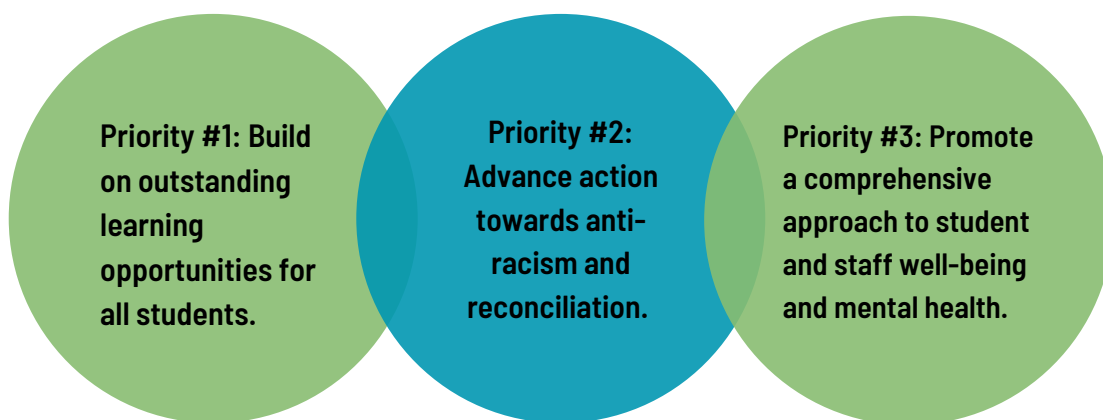 Priority #1: Build
on outstanding
learning
opportunities for
all students.
Priority #2:
Advance action
towards anti-
racism and
reconciliation.
Priority #3: Promote
a comprehensive
approach to student
and staff well-being
and mental health.